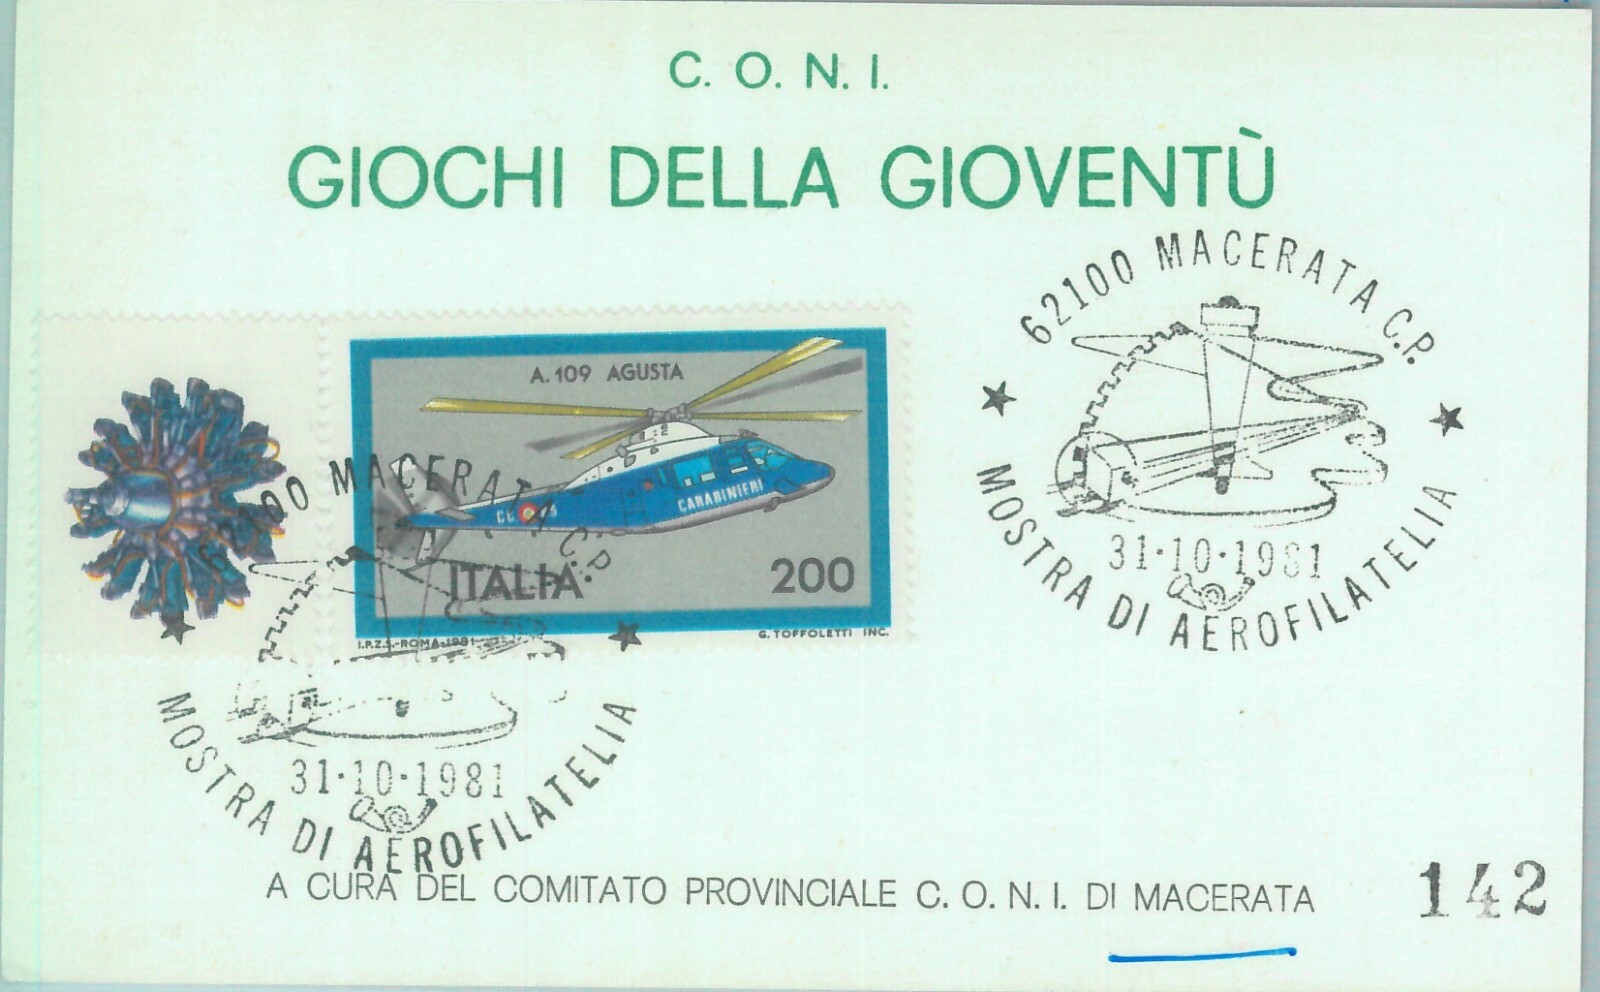 C. O. N. I.
GIOCHI DELLA GIOVENTÙ
62100 MACERATA C.P.
31·10·1981
MOSTRA DI AEROFILATELIA
A.109 AGUSTA
CARABINIERI
CC
ITALIA
200
I.P.Z.S.-ROMA-1981
G. TOFFOLETTI INC.
62100 MACERATA C.P.
31·10·1981
MOSTRA DI AEROFILATELIA
A CURA DEL COMITATO PROVINCIALE C. O. N. I. DI MACERATA
142